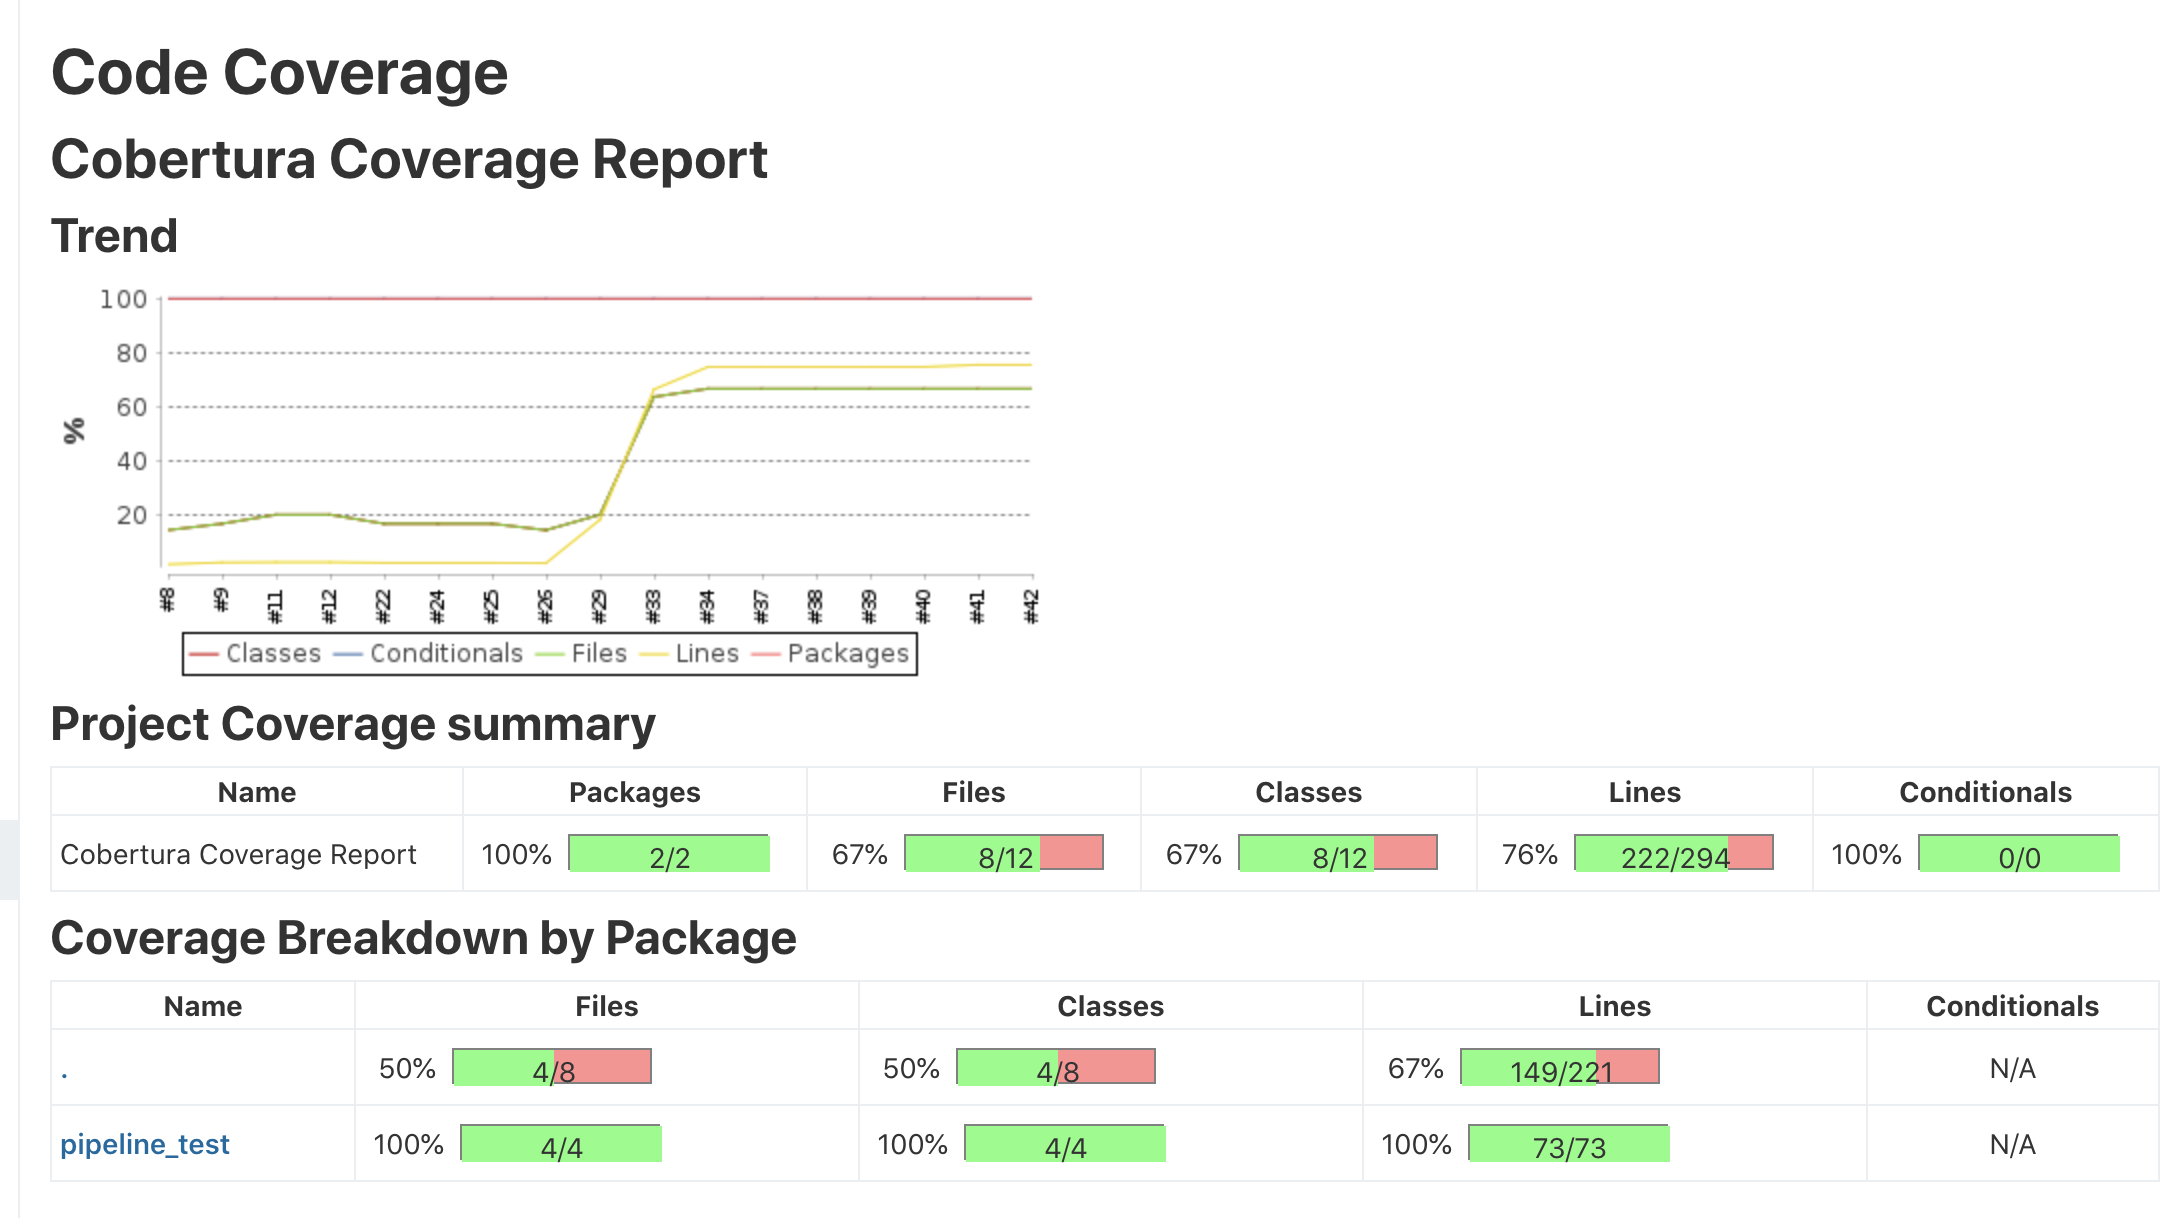 Code Coverage
Cobertura Coverage Report
Trend
100
80
60
40
20
%
#8 #9 #11 #12 #22 #24 #25 #26 #29 #33 #34 #37 #38 #39 #40 #41 #42
Classes Conditionals Files Lines Packages
Project Coverage summary
Name Packages Files Classes Lines Conditionals
Cobertura Coverage Report 100% 2/2 67% 8/12 67% 8/12 76% 222/294 100% 0/0
Coverage Breakdown by Package
Name Files Classes Lines Conditionals
. 50% 4/8 50% 4/8 67% 149/221 N/A
pipeline_test 100% 4/4 100% 4/4 100% 73/73 N/A